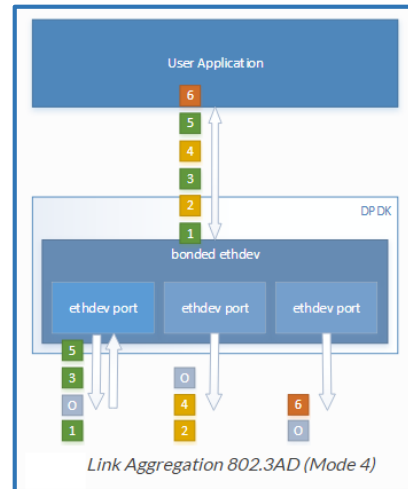 User Application
6
5
4
3
2
1
DPDK
bonded ethdev
ethdev port ethdev port ethdev port
5
3 O
O 4 6
1 2 O
Link Aggregation 802.3AD (Mode 4)